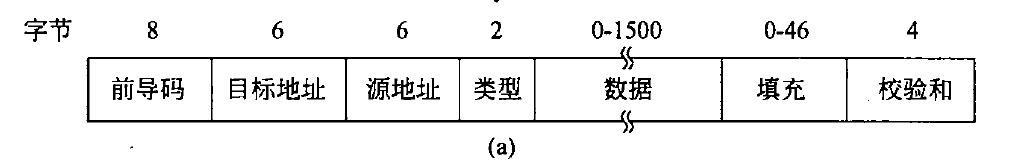 字节 8 6 6 2 0-1500 0-46 4
前导码 目标地址 源地址 类型 数据 填充 校验和
(a)